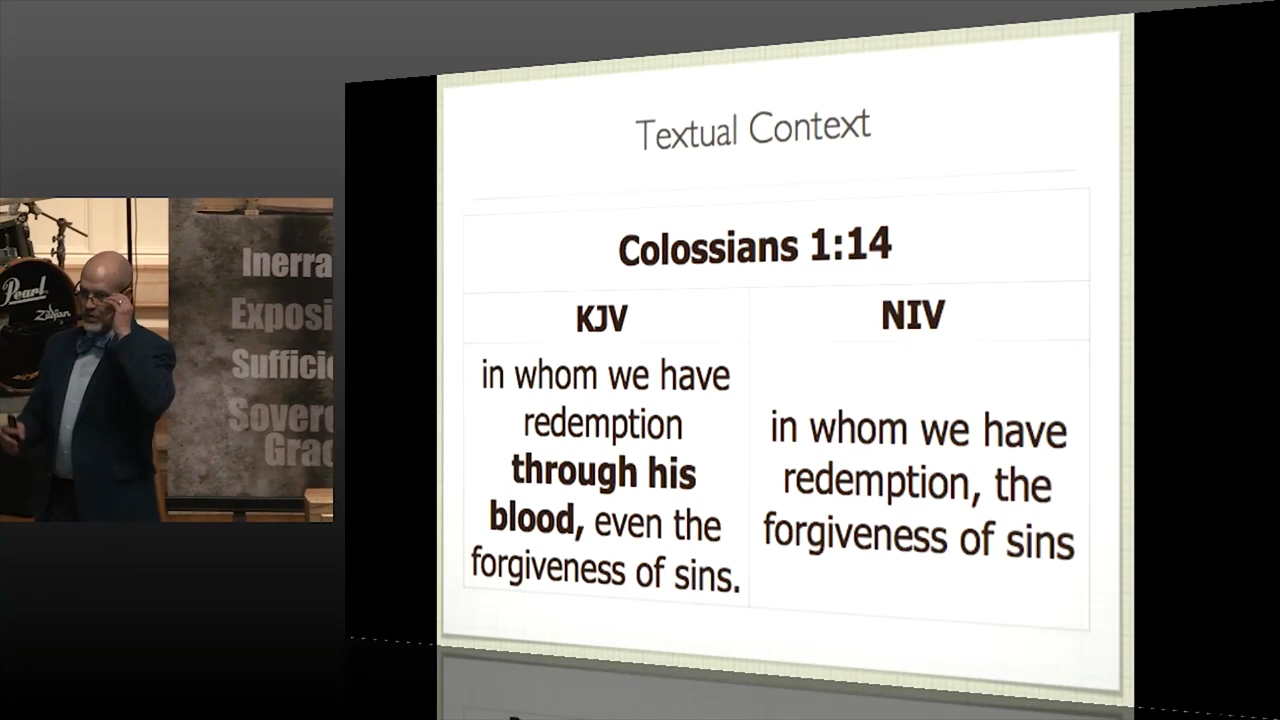 Textual Context
Colossians 1:14
KJV
NIV
in whom we have
redemption
through his
blood, even the
forgiveness of sins.
in whom we have
redemption, the
forgiveness of sins
Pearl
Zildjian
Inerra
Exposi
Suffici
Sovere
Grac